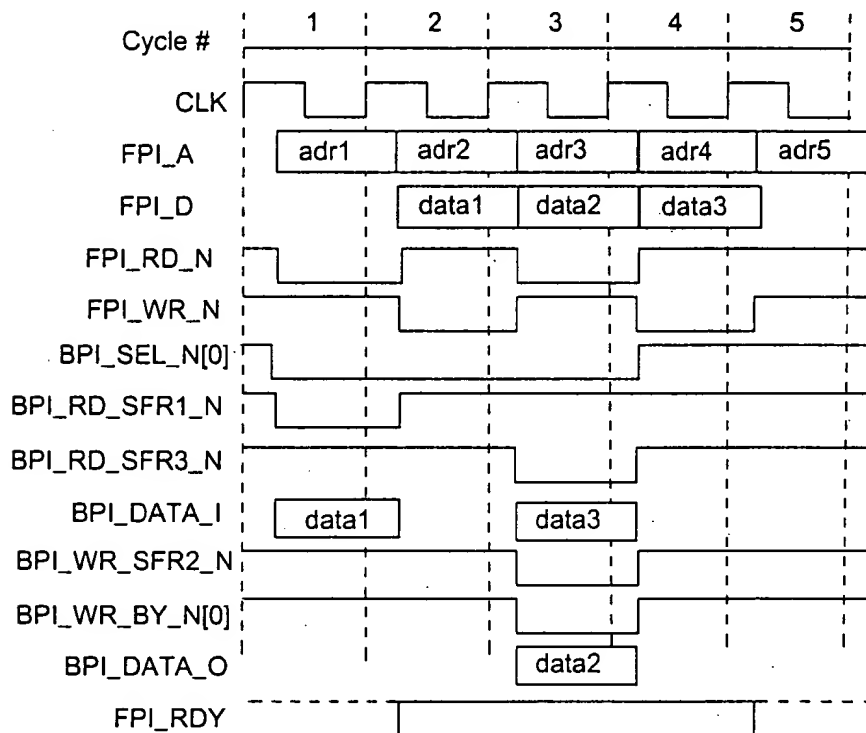 Cycle # 1 2 3 4 5
CLK
FPI_A adr1 adr2 adr3 adr4 adr5
FPI_D data1 data2 data3
FPI_RD_N
FPI_WR_N
BPI_SEL_N[0]
BPI_RD_SFR1_N
BPI_RD_SFR3_N
BPI_DATA_I data1 data3
BPI_WR_SFR2_N
BPI_WR_BY_N[0]
BPI_DATA_O data2
FPI_RDY